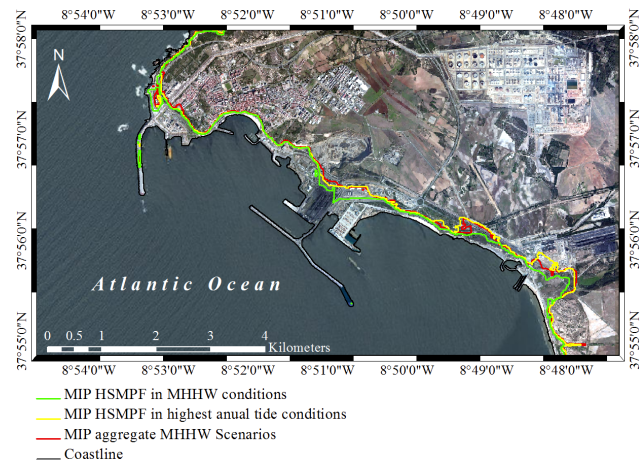 8°54'0"W 8°53'0"W 8°52'0"W 8°51'0"W 8°50'0"W 8°49'0"W 8°48'0"W
37°58'0"N
37°57'0"N
37°56'0"N
37°55'0"N
N
37°58'0"N
37°57'0"N
37°56'0"N
37°55'0"N
Atlantic Ocean
0 0.5 1 2 3 4
Kilometers
8°54'0"W 8°53'0"W 8°52'0"W 8°51'0"W 8°50'0"W 8°49'0"W 8°48'0"W
MIP HSMPF in MHHW conditions
MIP HSMPF in highest anual tide conditions
MIP aggregate MHHW Scenarios
Coastline